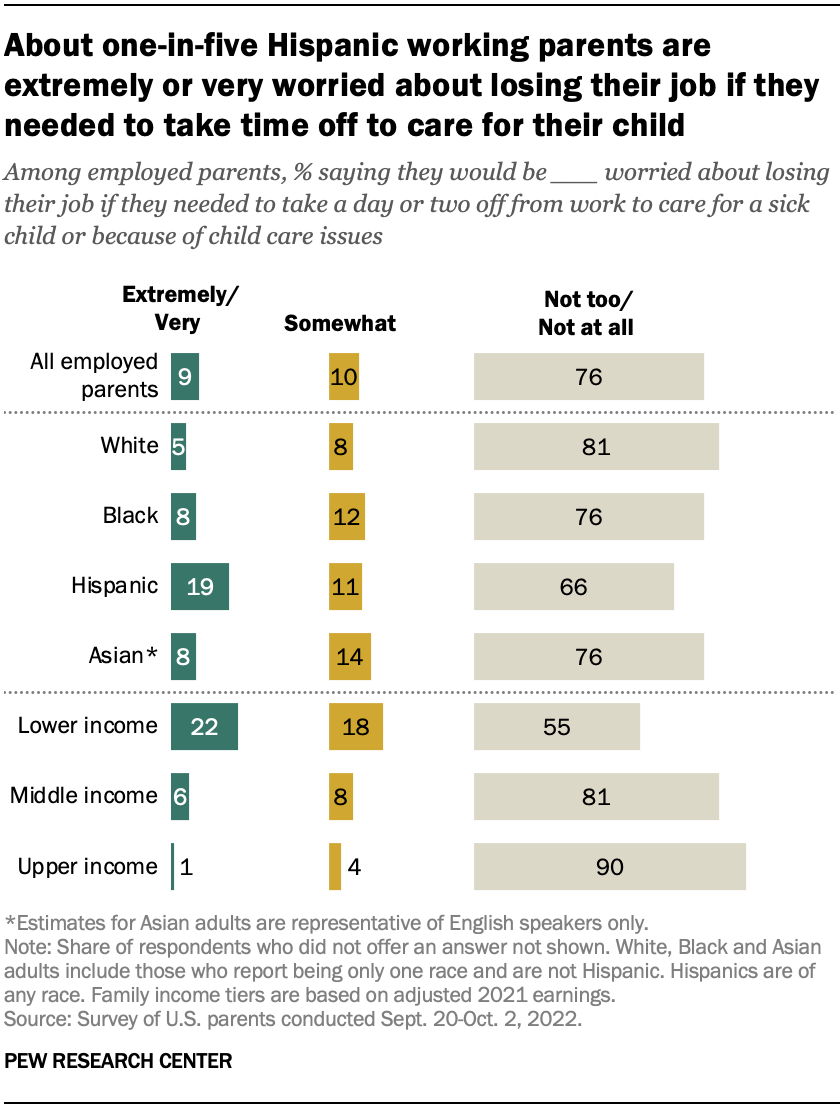 About one-in-five Hispanic working parents are
extremely or very worried about losing their job if they
needed to take time off to care for their child
Among employed parents, % saying they would be ___ worried about losing
their job if they needed to take a day or two off from work to care for a sick
child or because of child care issues
Extremely/
Very
Somewhat
Not too/
Not at all
All employed
parents
9 10 76
White 5 8 81
Black 8 12 76
Hispanic 19 11 66
Asian* 8 14 76
Lower income 22 18 55
Middle income 6 8 81
Upper income 1 4 90
*Estimates for Asian adults are representative of English speakers only.
Note: Share of respondents who did not offer an answer not shown. White, Black and Asian
adults include those who report being only one race and are not Hispanic. Hispanics are of
any race. Family income tiers are based on adjusted 2021 earnings.
Source: Survey of U.S. parents conducted Sept. 20-Oct. 2, 2022.
PEW RESEARCH CENTER